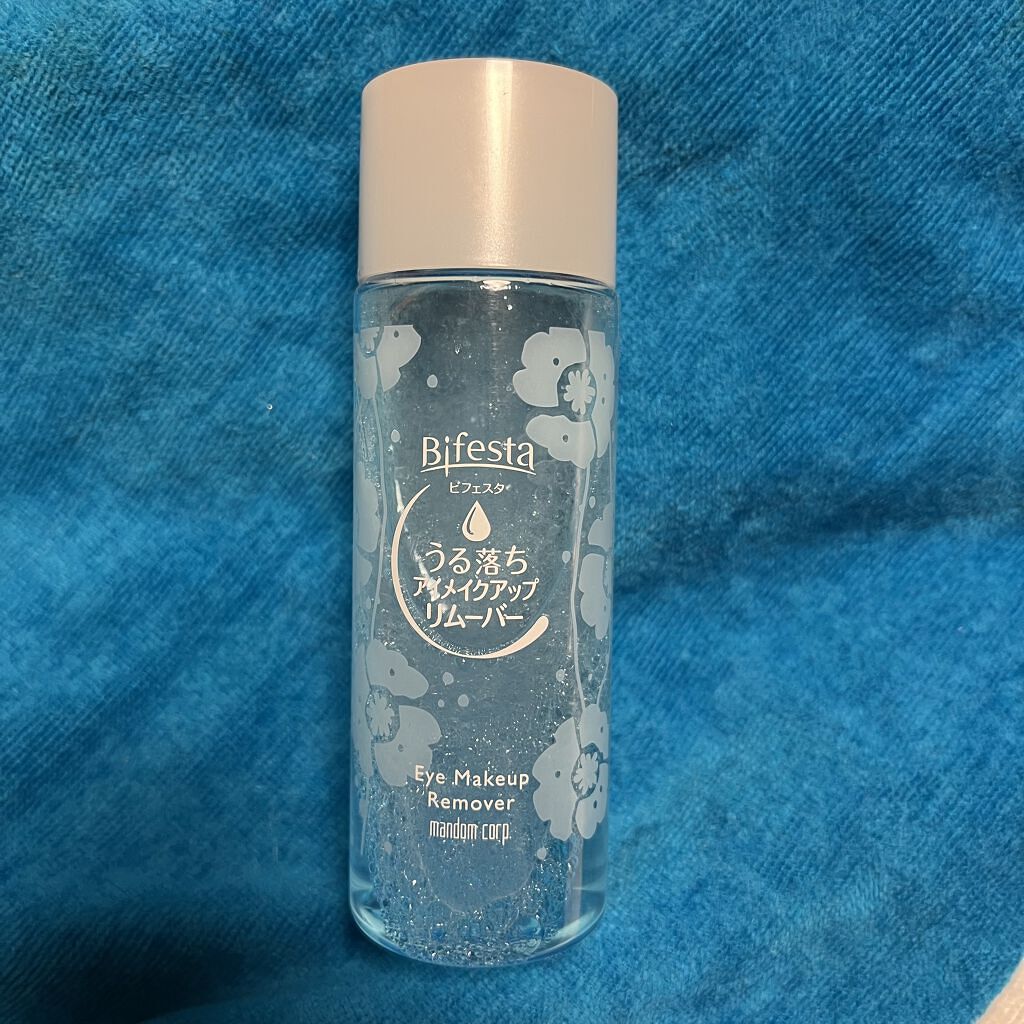 Bifesta
ビフェスタ
うる落ち
アイメイクアップ
リムーバー
Eye Makeup
Remover
mandom corp.